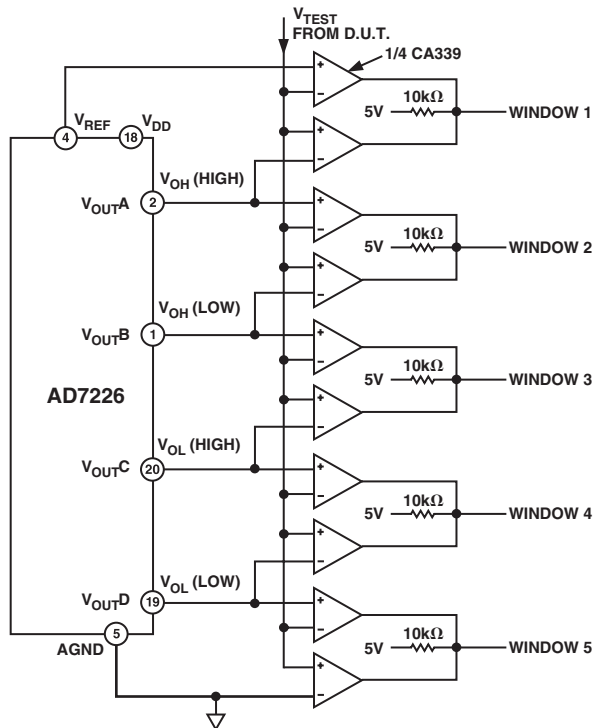 VTEST
FROM D.U.T.
1/4 CA339
+
–
10kΩ
5V
WINDOW 1
+
–
VREF
4
18
VDD
VOH (HIGH)
VOUTA
2
+
–
10kΩ
5V
WINDOW 2
+
–
VOH (LOW)
VOUTB
1
+
–
10kΩ
5V
WINDOW 3
+
–
AD7226
VOL (HIGH)
VOUTC
20
+
–
10kΩ
5V
WINDOW 4
+
–
VOL (LOW)
VOUTD
19
+
–
10kΩ
5V
WINDOW 5
+
–
5
AGND